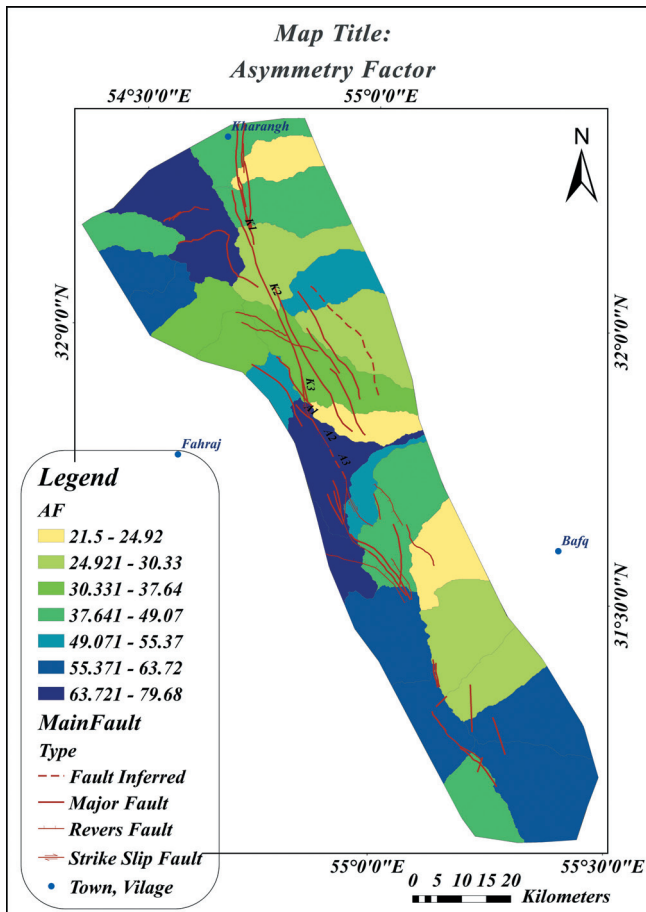 Map Title:
Asymmetry Factor
54°30'0"E
55°0'0"E
Kharangh
N
K1
K2
32°0'0"N
32°0'0"N
K3
A1
A2
A3
Fahraj
Bafq
31°30'0"N
Legend
AF
21.5 - 24.92
24.921 - 30.33
30.331 - 37.64
37.641 - 49.07
49.071 - 55.37
55.371 - 63.72
63.721 - 79.68
MainFault
Type
Fault Inferred
Major Fault
Revers Fault
Strike Slip Fault
Town, Vilage
55°0'0"E
55°30'0"E
0 5 10 15 20
Kilometers